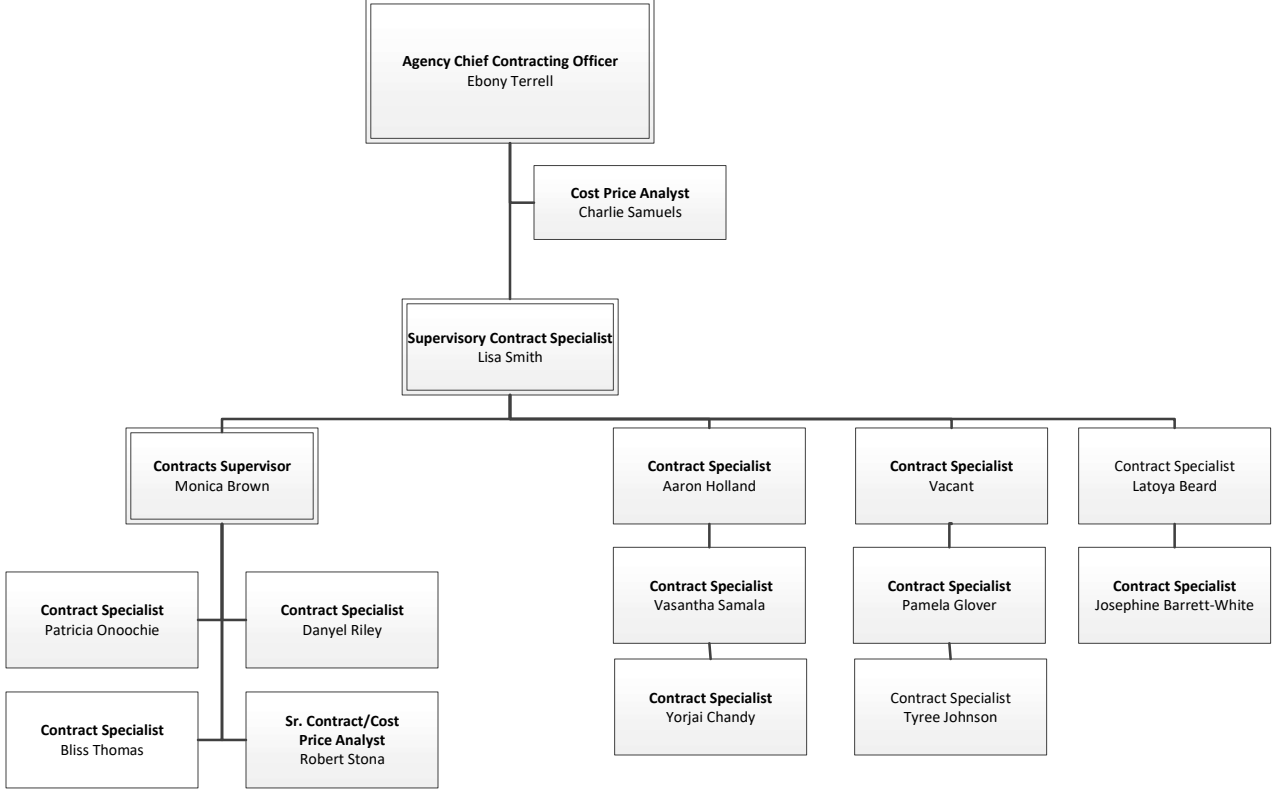 Agency Chief Contracting Officer
Ebony Terrell
Cost Price Analyst
Charlie Samuels
Supervisory Contract Specialist
Lisa Smith
Contracts Supervisor
Monica Brown
Contract Specialist
Aaron Holland
Contract Specialist
Vacant
Contract Specialist
Latoya Beard
Contract Specialist
Patricia Onoochie
Contract Specialist
Danyel Riley
Contract Specialist
Vasantha Samala
Contract Specialist
Pamela Glover
Contract Specialist
Josephine Barrett-White
Contract Specialist
Bliss Thomas
Sr. Contract/Cost
Price Analyst
Robert Stona
Contract Specialist
Yorjai Chandy
Contract Specialist
Tyree Johnson